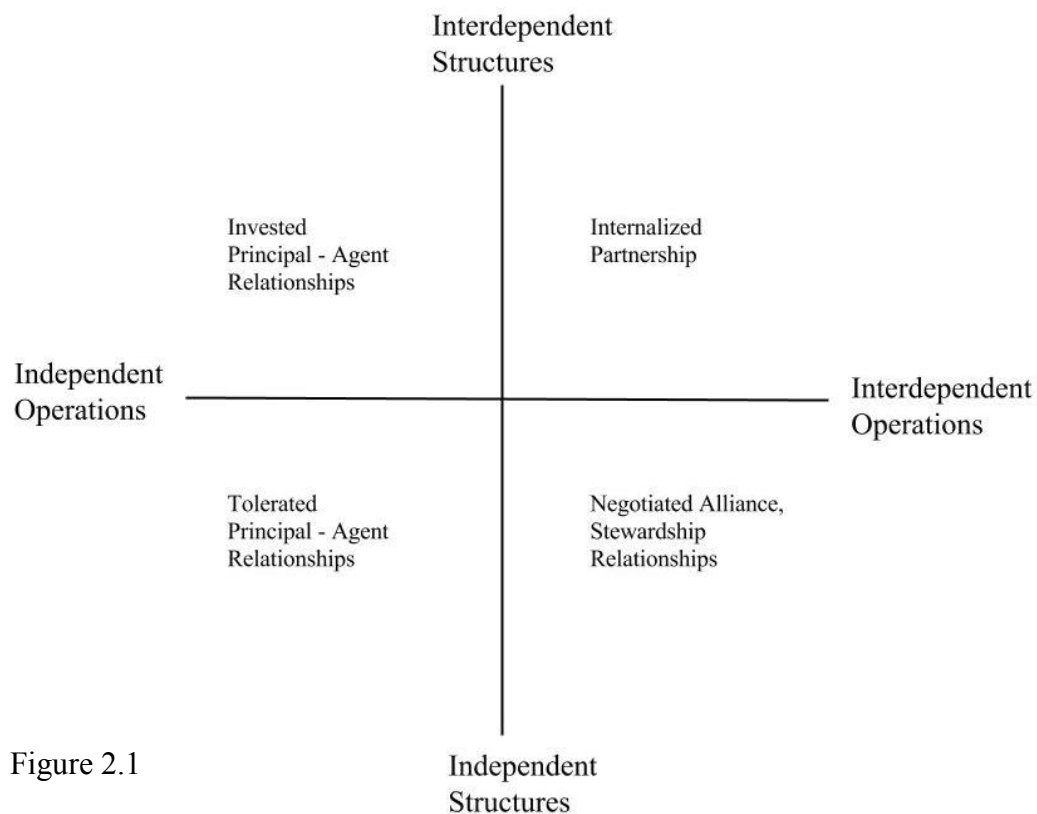 Interdependent
Structures
Invested
Principal - Agent
Relationships
Internalized
Partnership
Independent
Operations
Interdependent
Operations
Tolerated
Principal - Agent
Relationships
Negotiated Alliance,
Stewardship
Relationships
Figure 2.1
Independent
Structures